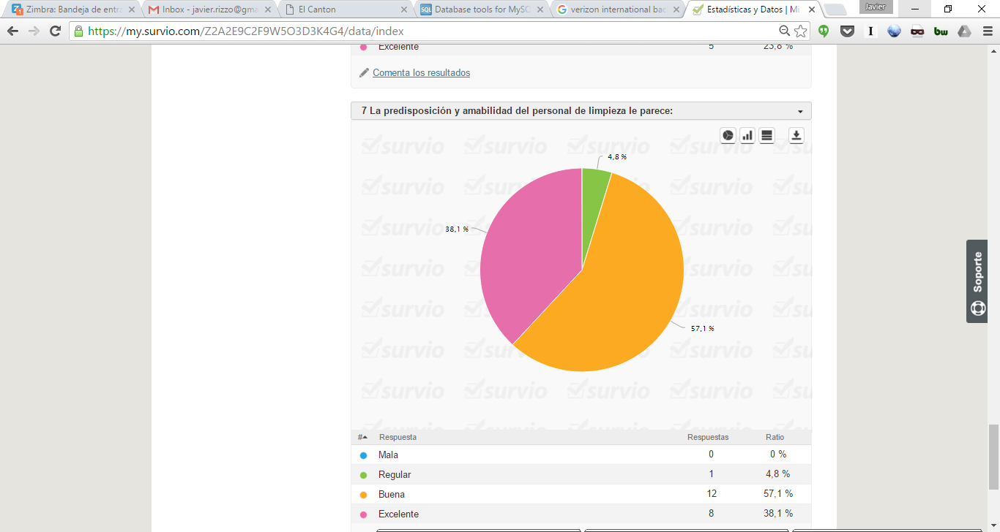 Zimbra: Bandeja de entra
Inbox - javier.rizzo@gma
El Canton
Database tools for MySC
verizon international bac
Estadísticas y Datos | Mi
Javier
https://my.survio.com/Z2A2E9C2F9W5O3D3K4G4/data/index
Excelente 5 23,8 %
Comenta los resultados
7 La predisposición y amabilidad del personal de limpieza le parece:
survio
4,8 %
38,1 %
57,1 %
Soporte
# Respuesta Respuestas Ratio
Mala 0 0 %
Regular 1 4,8 %
Buena 12 57,1 %
Excelente 8 38,1 %